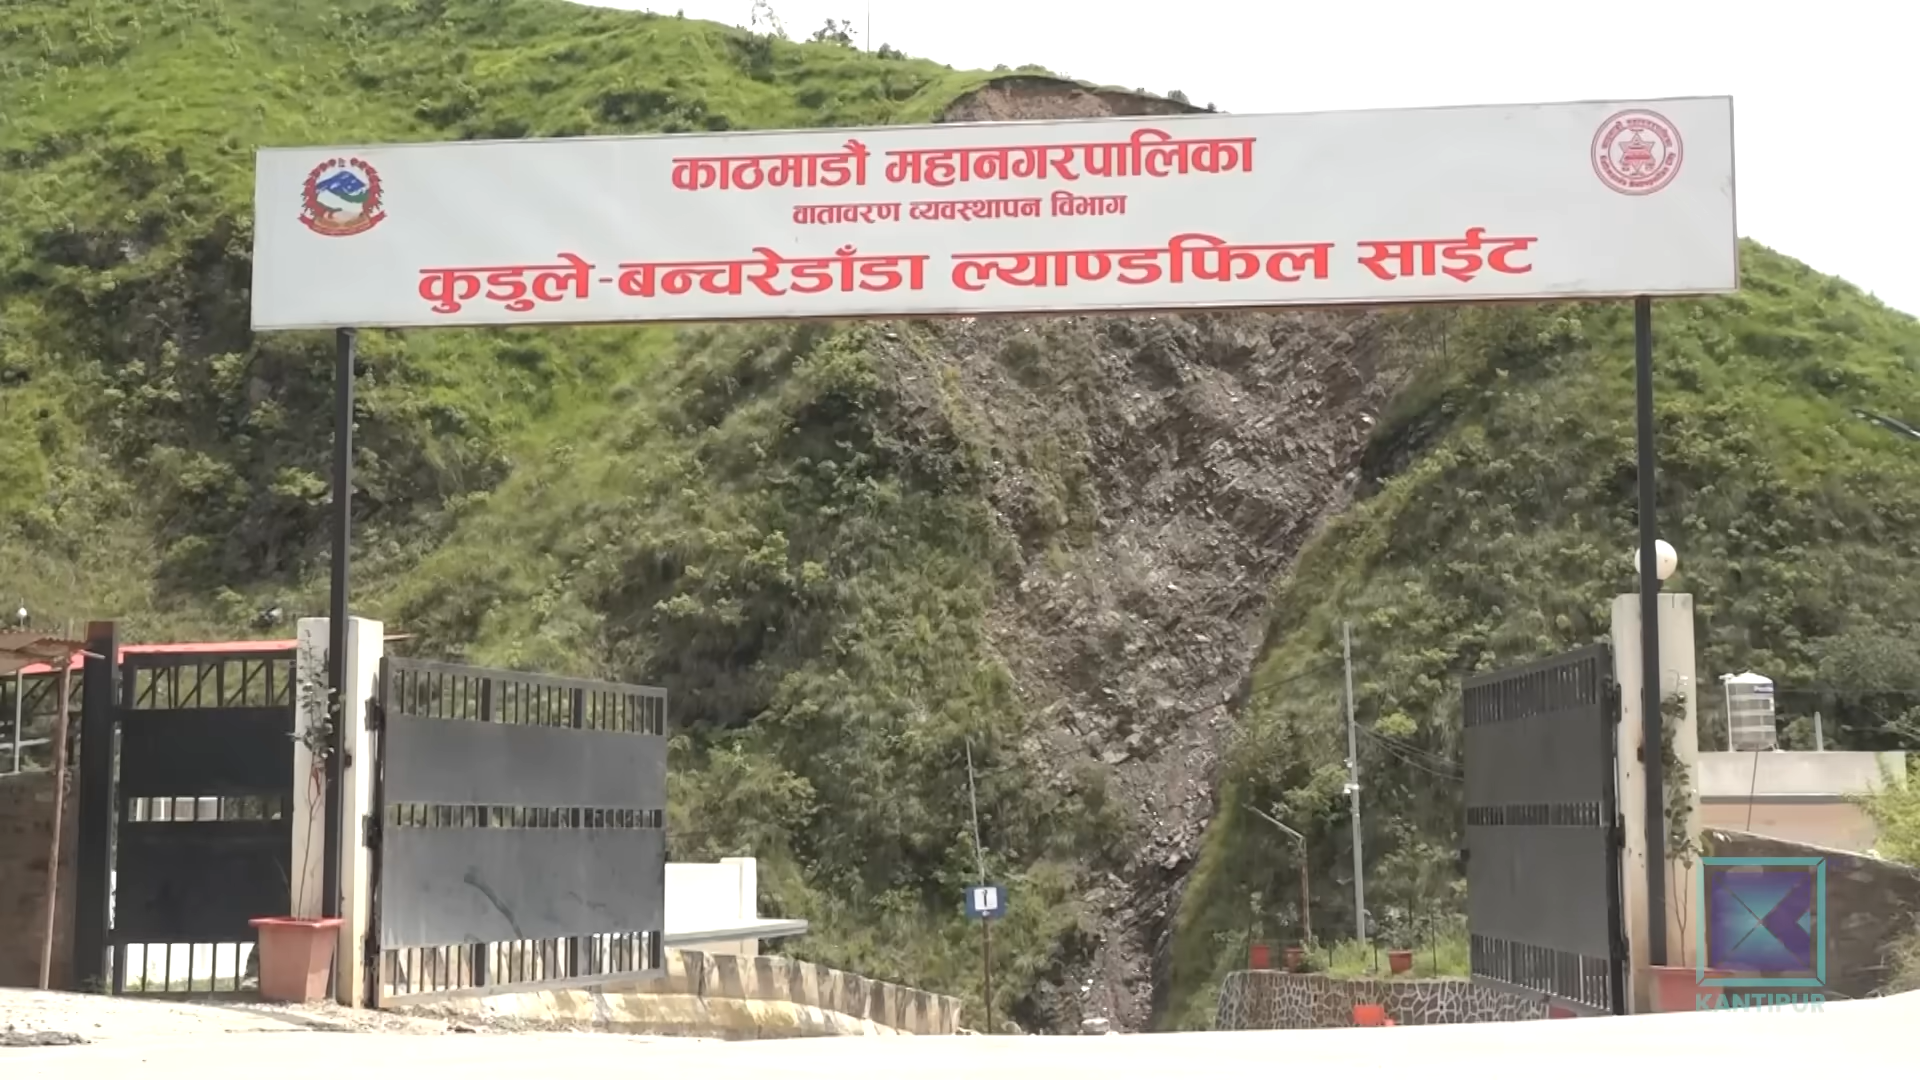 काठमाडौं महानगरपालिका
वातावरण व्यवस्थापन विभाग
कुडुले-बन्चरेडाँडा ल्याण्डफिल साईट
KANTIPUR